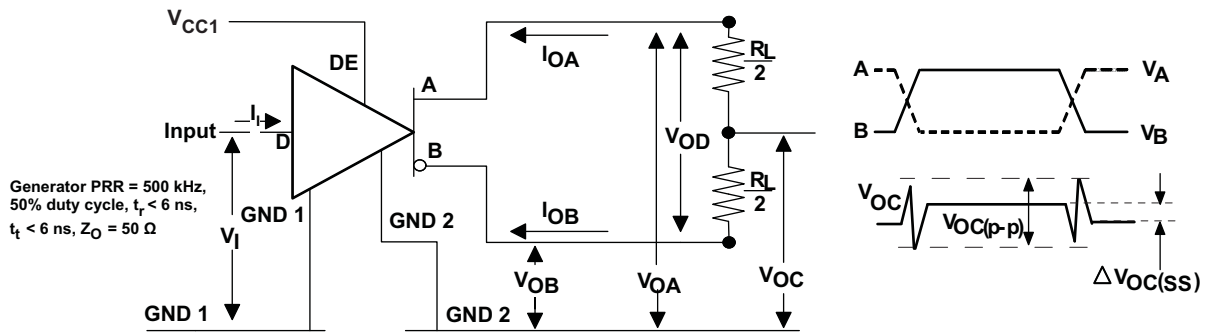 VCC1
DE
IOA
A
II
Input
D
B
VOD
RL
2
RL
2
Generator PRR = 500 kHz,
50% duty cycle, tr < 6 ns,
tt < 6 ns, ZO = 50 Ω
GND 1
GND 2
IOB
VI
VOB
VOA
VOC
GND 1
GND 2
A
VA
B
VB
VOC
VOC(p-p)
Δ VOC(SS)